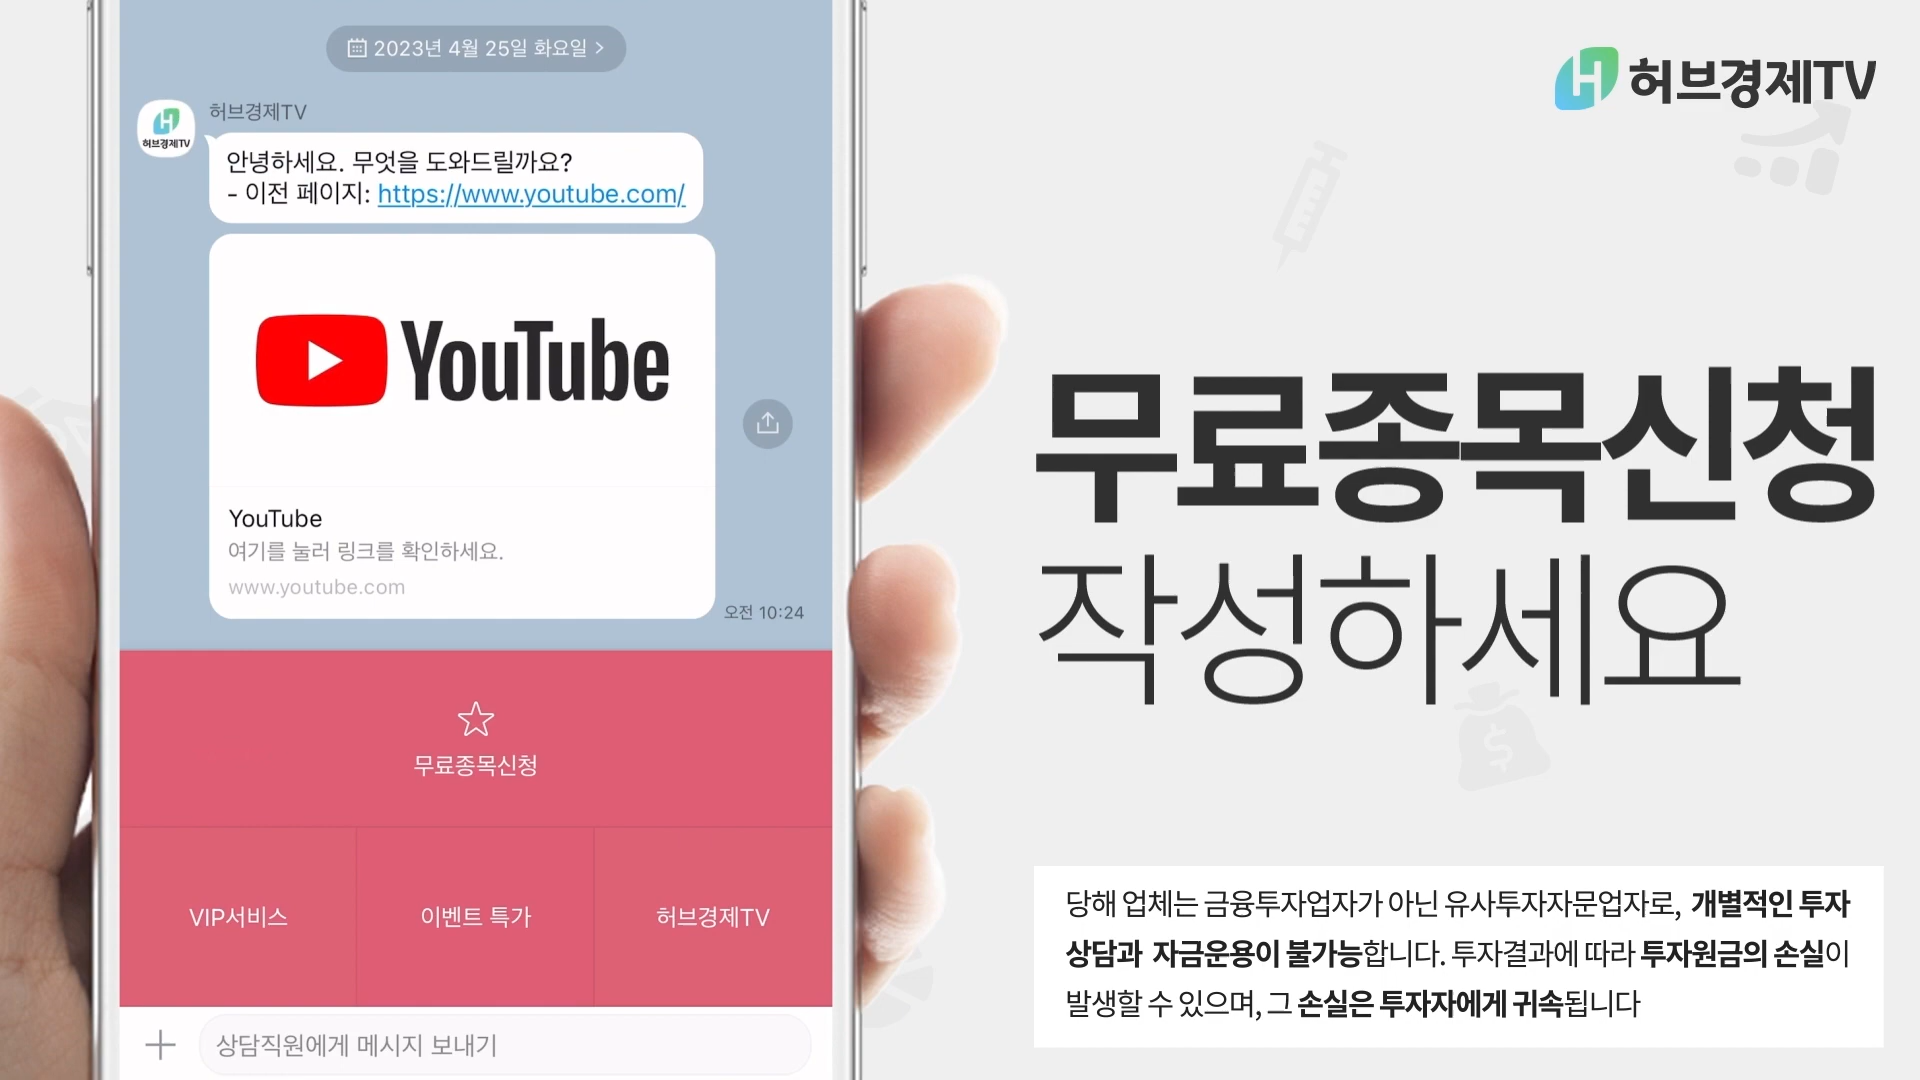 2023년 4월 25일 화요일 >
허브경제TV
허브경제TV
안녕하세요. 무엇을 도와드릴까요?
- 이전 페이지: https://www.youtube.com/
YouTube
YouTube
여기를 눌러 링크를 확인하세요.
www.youtube.com
오전 10:24
무료종목신청
VIP서비스
이벤트 특가
허브경제TV
상담직원에게 메시지 보내기
허브경제TV
무료종목신청
작성하세요
당해 업체는 금융투자업자가 아닌 유사투자자문업자로, 개별적인 투자
상담과 자금운용이 불가능합니다. 투자결과에 따라 투자원금의 손실이
발생할 수 있으며, 그 손실은 투자자에게 귀속됩니다